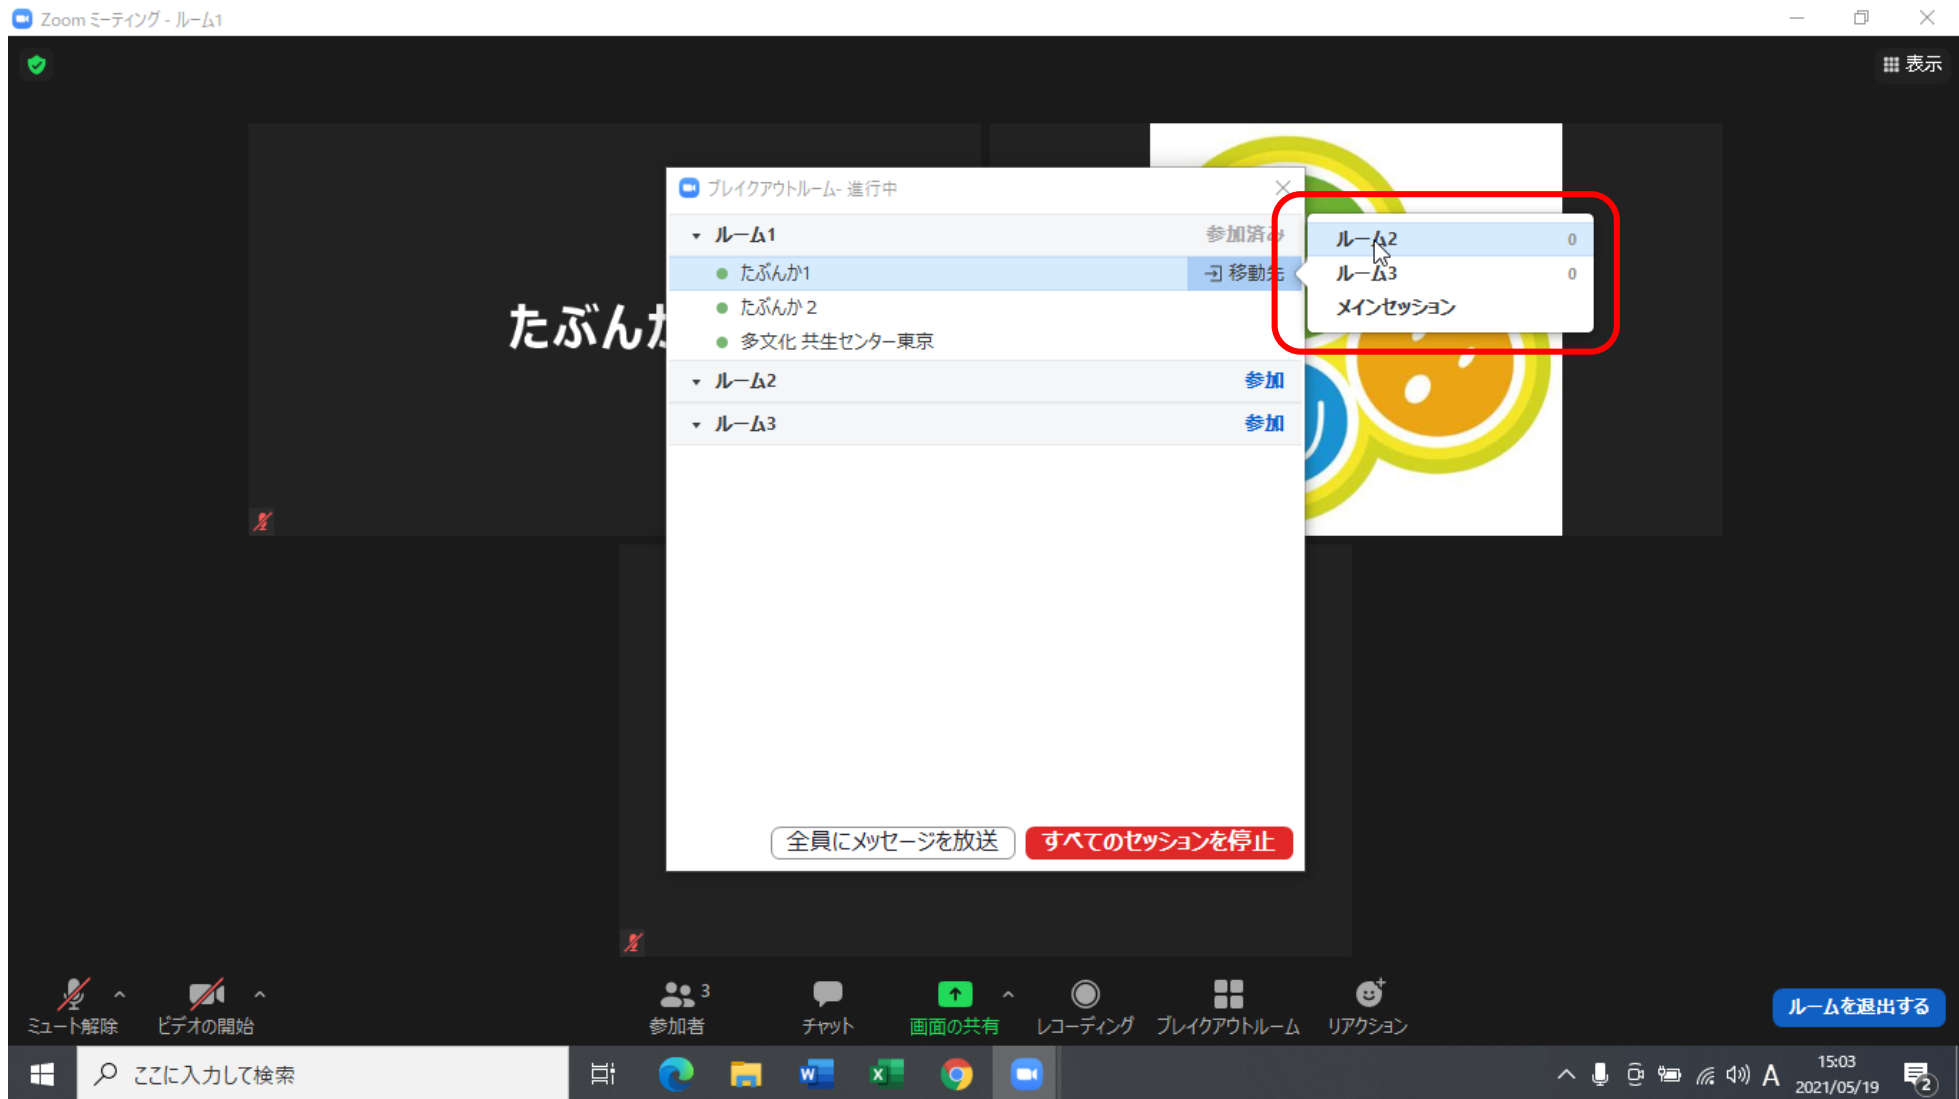 Zoom ミーティング - ルーム1
表示
たぶんか
ブレイクアウトルーム- 進行中
ルーム1 参加済み
たぶんか1 移動先
たぶんか 2
多文化 共生センター東京
ルーム2 参加
ルーム3 参加
ルーム2 0
ルーム3 0
メインセッション
全員にメッセージを放送 すべてのセッションを停止
3
ミュート解除 ビデオの開始 参加者 チャット 画面の共有 レコーディング ブレイクアウトルーム リアクション
ルームを退出する
ここに入力して検索
W X
A
15:03
2021/05/19
2